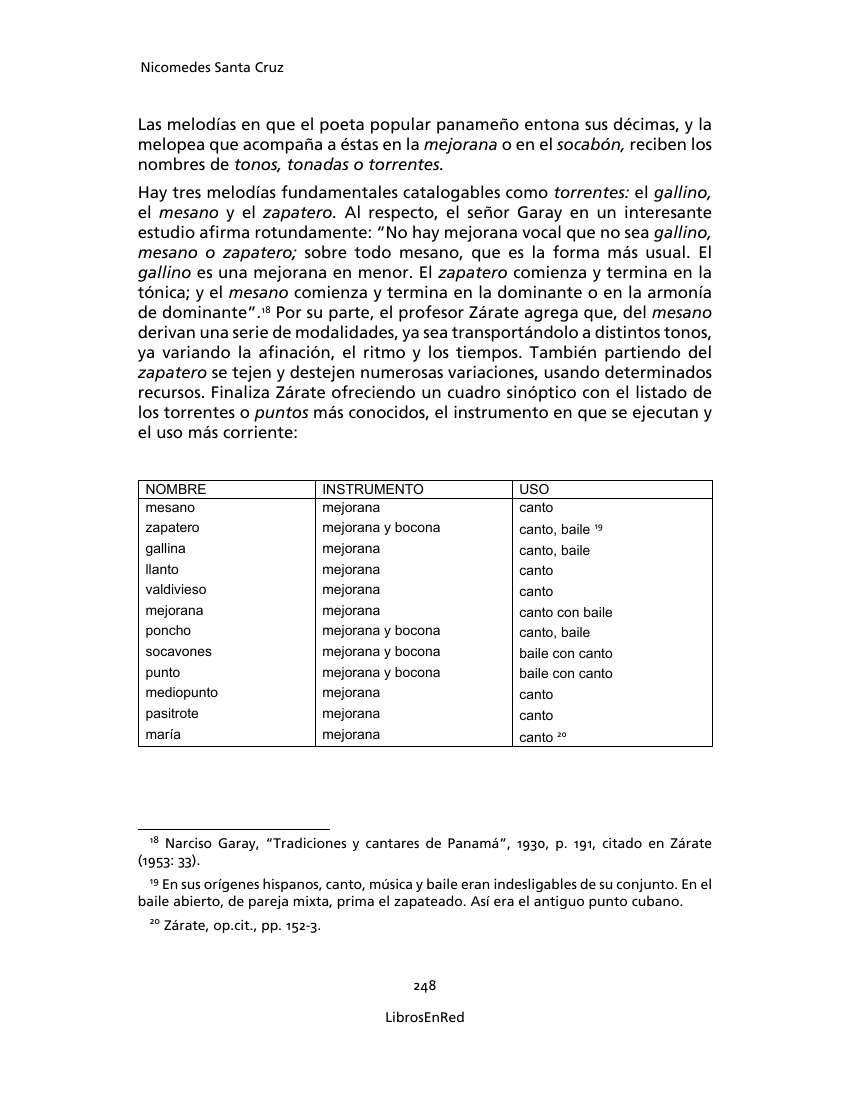 Nicomedes Santa Cruz
Las melodías en que el poeta popular panameño entona sus décimas, y la
melopea que acompaña a éstas en la mejorana o en el socabón, reciben los
nombres de tonos, tonadas o torrentes.
Hay tres melodías fundamentales catalogables como torrentes: el gallino,
el mesano y el zapatero. Al respecto, el señor Garay en un interesante
estudio afirma rotundamente: “No hay mejorana vocal que no sea gallino,
mesano o zapatero; sobre todo mesano, que es la forma más usual. El
gallino es una mejorana en menor. El zapatero comienza y termina en la
tónica; y el mesano comienza y termina en la dominante o en la armonía
de dominante”.¹⁸ Por su parte, el profesor Zárate agrega que, del mesano
derivan una serie de modalidades, ya sea transportándolo a distintos tonos,
ya variando la afinación, el ritmo y los tiempos. También partiendo del
zapatero se tejen y destejen numerosas variaciones, usando determinados
recursos. Finaliza Zárate ofreciendo un cuadro sinóptico con el listado de
los torrentes o puntos más conocidos, el instrumento en que se ejecutan y
el uso más corriente:
NOMBRE INSTRUMENTO USO
mesano mejorana canto
zapatero mejorana y bocona canto, baile ¹⁹
gallina mejorana canto, baile
llanto mejorana canto
valdivieso mejorana canto
mejorana mejorana canto con baile
poncho mejorana y bocona canto, baile
socavones mejorana y bocona baile con canto
punto mejorana y bocona baile con canto
mediopunto mejorana canto
pasitrote mejorana canto
maría mejorana canto ²⁰
¹⁸ Narciso Garay, “Tradiciones y cantares de Panamá”, 1930, p. 191, citado en Zárate
(1953: 33).
¹⁹ En sus orígenes hispanos, canto, música y baile eran indesligables de su conjunto. En el
baile abierto, de pareja mixta, prima el zapateado. Así era el antiguo punto cubano.
²⁰ Zárate, op.cit., pp. 152-3.
248
LibrosEnRed